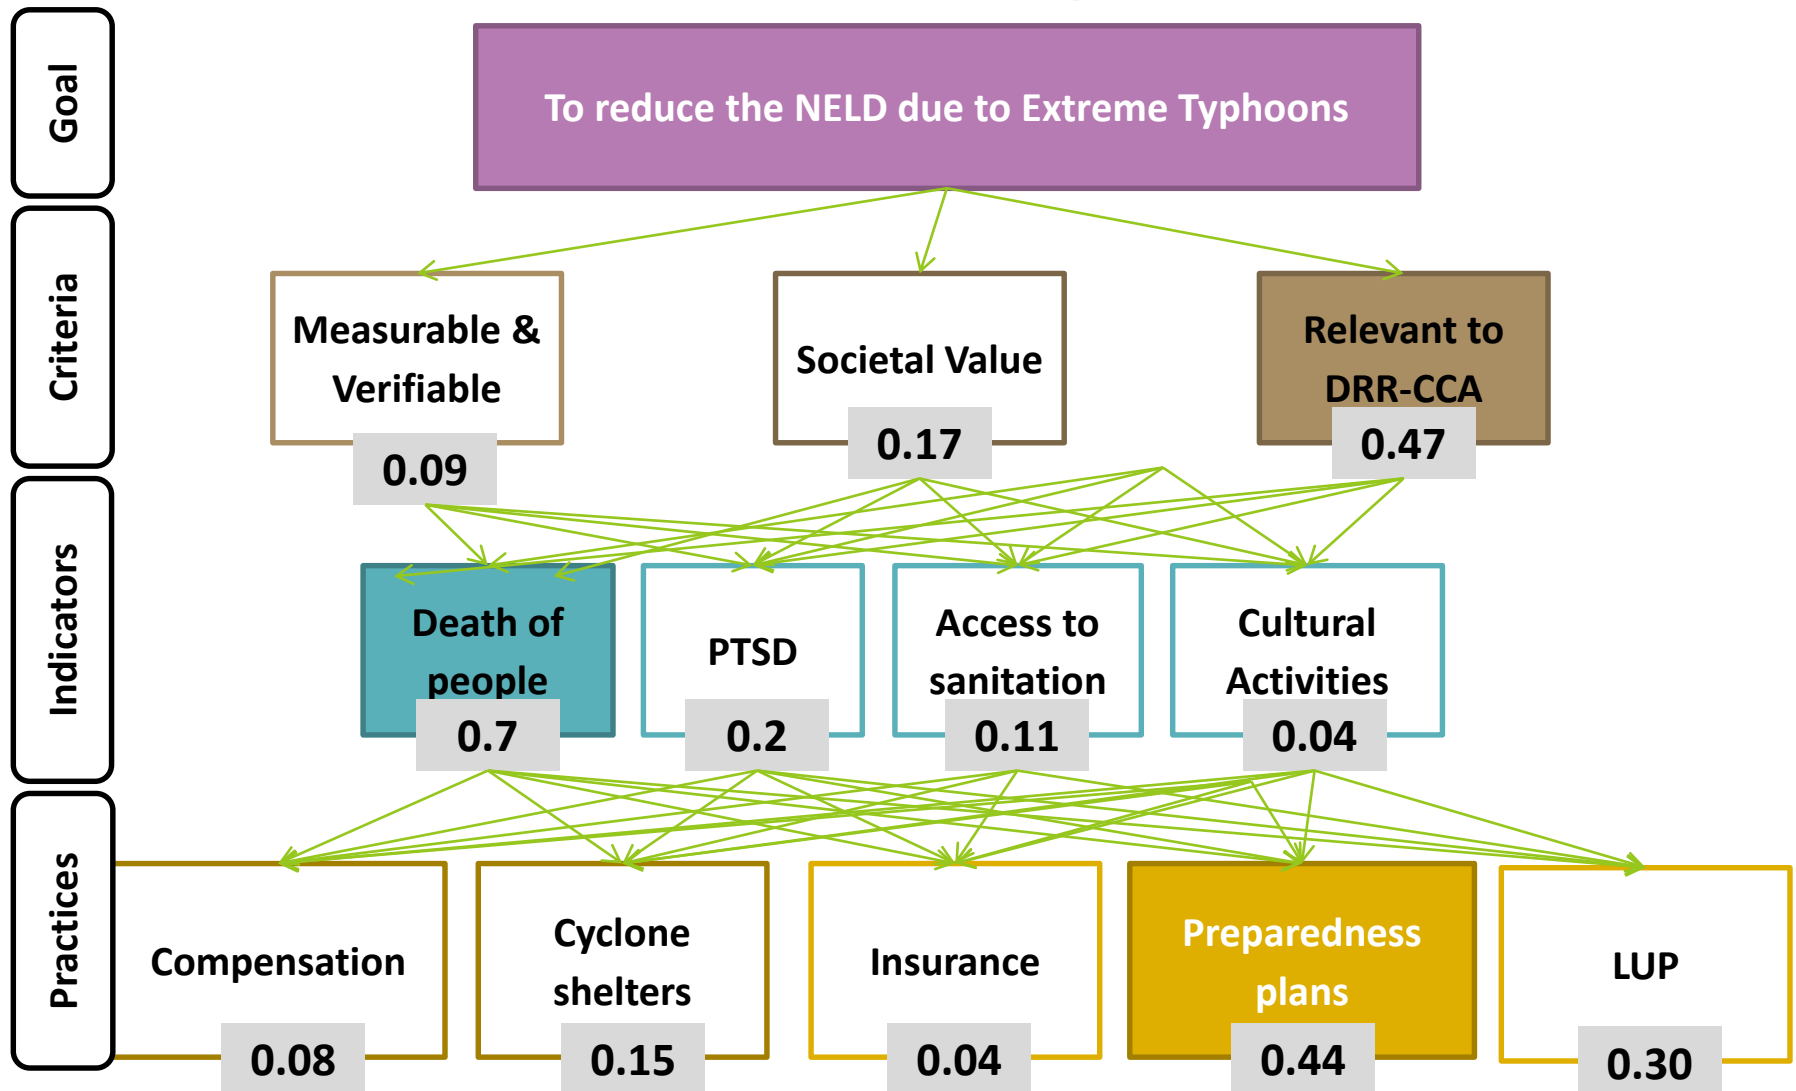 Goal
To reduce the NELD due to Extreme Typhoons
Criteria
Measurable &
Verifiable
0.09
Societal Value
0.17
Relevant to
DRR-CCA
0.47
Indicators
Death of
people
0.7
PTSD
0.2
Access to
sanitation
0.11
Cultural
Activities
0.04
Practices
Compensation
0.08
Cyclone
shelters
0.15
Insurance
0.04
Preparedness
plans
0.44
LUP
0.30